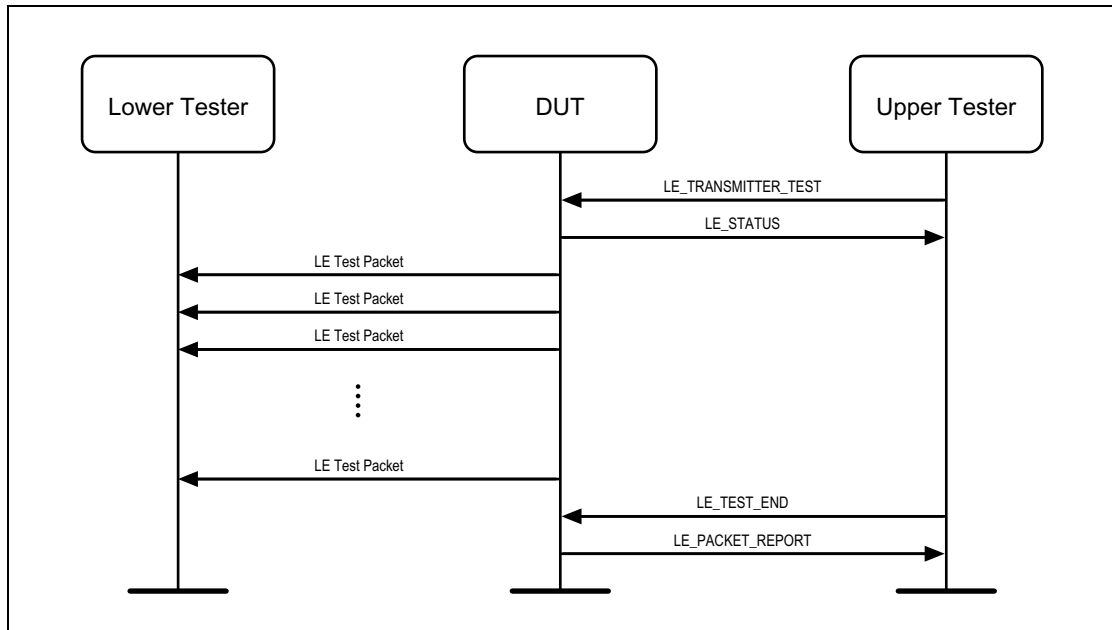 Lower Tester
DUT
Upper Tester
LE_TRANSMITTER_TEST
LE_STATUS
LE Test Packet
LE Test Packet
LE Test Packet
LE Test Packet
LE_TEST_END
LE_PACKET_REPORT